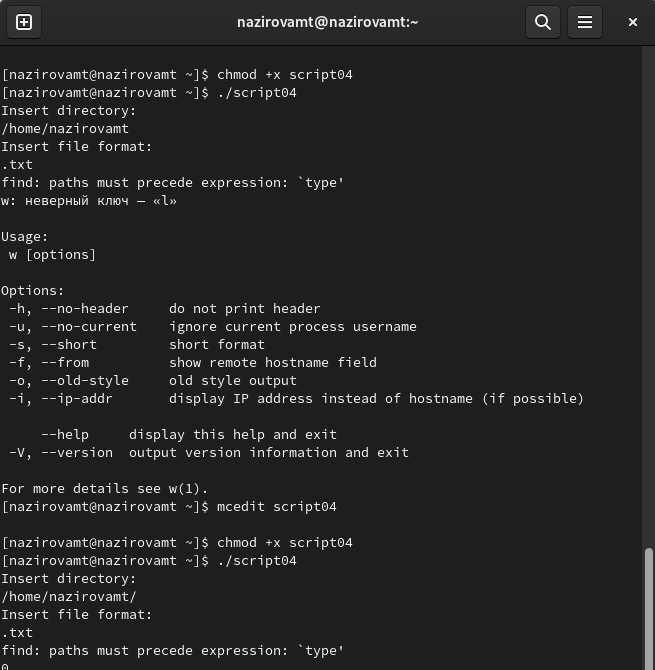 nazirovamt@nazirovamt:~
[nazirovamt@nazirovamt ~]$ chmod +x script04
[nazirovamt@nazirovamt ~]$ ./script04
Insert directory:
/home/nazirovamt
Insert file format:
.txt
find: paths must precede expression: `type'
w: неверный ключ — «l»
Usage:
w [options]
Options:
-h, --no-header     do not print header
-u, --no-current    ignore current process username
-s, --short         short format
-f, --from          show remote hostname field
-o, --old-style     old style output
-i, --ip-addr       display IP address instead of hostname (if possible)
--help     display this help and exit
-V, --version  output version information and exit
For more details see w(1).
[nazirovamt@nazirovamt ~]$ mcedit script04
[nazirovamt@nazirovamt ~]$ chmod +x script04
[nazirovamt@nazirovamt ~]$ ./script04
Insert directory:
/home/nazirovamt/
Insert file format:
.txt
find: paths must precede expression: `type'
0